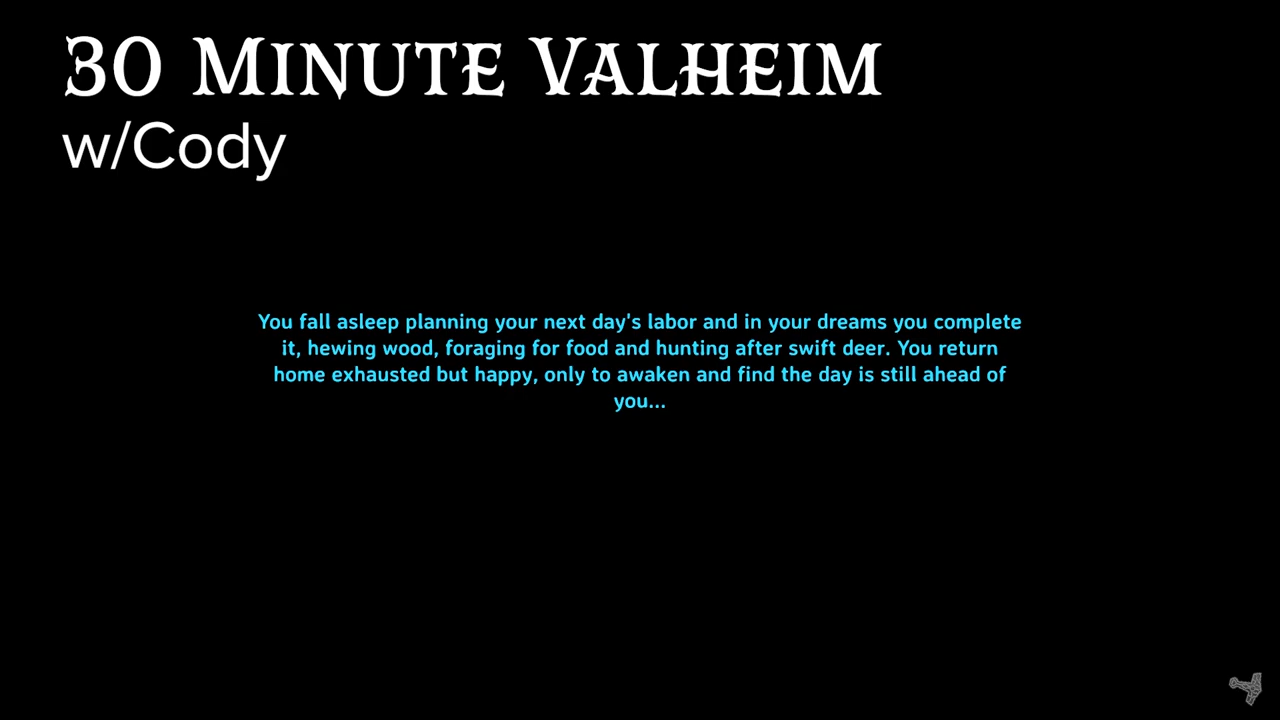 30 Minute Valheim
w/Cody
You fall asleep planning your next day's labor and in your dreams you complete
it, hewing wood, foraging for food and hunting after swift deer. You return
home exhausted but happy, only to awaken and find the day is still ahead of
you...